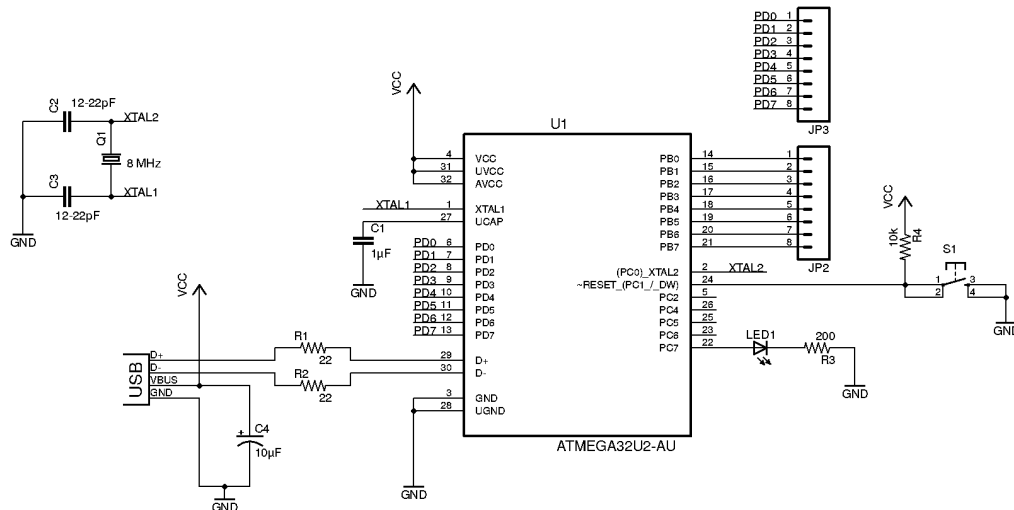 PD0 1
PD1 2
PD2 3
PD3 4
PD4 5
PD5 6
PD6 7
PD7 8
JP3
C2
12-22pF
XTAL2
Q1
8 MHz
C3
XTAL1
12-22pF
GND
VCC
U1
4 VCC
31 UVCC
32 AVCC
XTAL1 1 XTAL1
27 UCAP
C1
1µF
GND
PD0 6 PD0
PD1 7 PD1
PD2 8 PD2
PD3 9 PD3
PD4 10 PD4
PD5 11 PD5
PD6 12 PD6
PD7 13 PD7
29 D+
30 D-
3 GND
28 UGND
GND
PB0 14 1
PB1 15 2
PB2 16 3
PB3 17 4
PB4 18 5
PB5 19 6
PB6 20 7
PB7 21 8
JP2
(PC0)_XTAL2 2 XTAL2
~RESET_(PC1_/_DW) 24
PC2 5
PC4 26
PC5 25
PC6 23
PC7 22
ATMEGA32U2-AU
LED1
200
R3
GND
VCC
10k
R4
S1
1 3
2 4
GND
VCC
USB
D+
D-
VBUS
GND
R1
22
R2
22
C4
+
10µF
GND